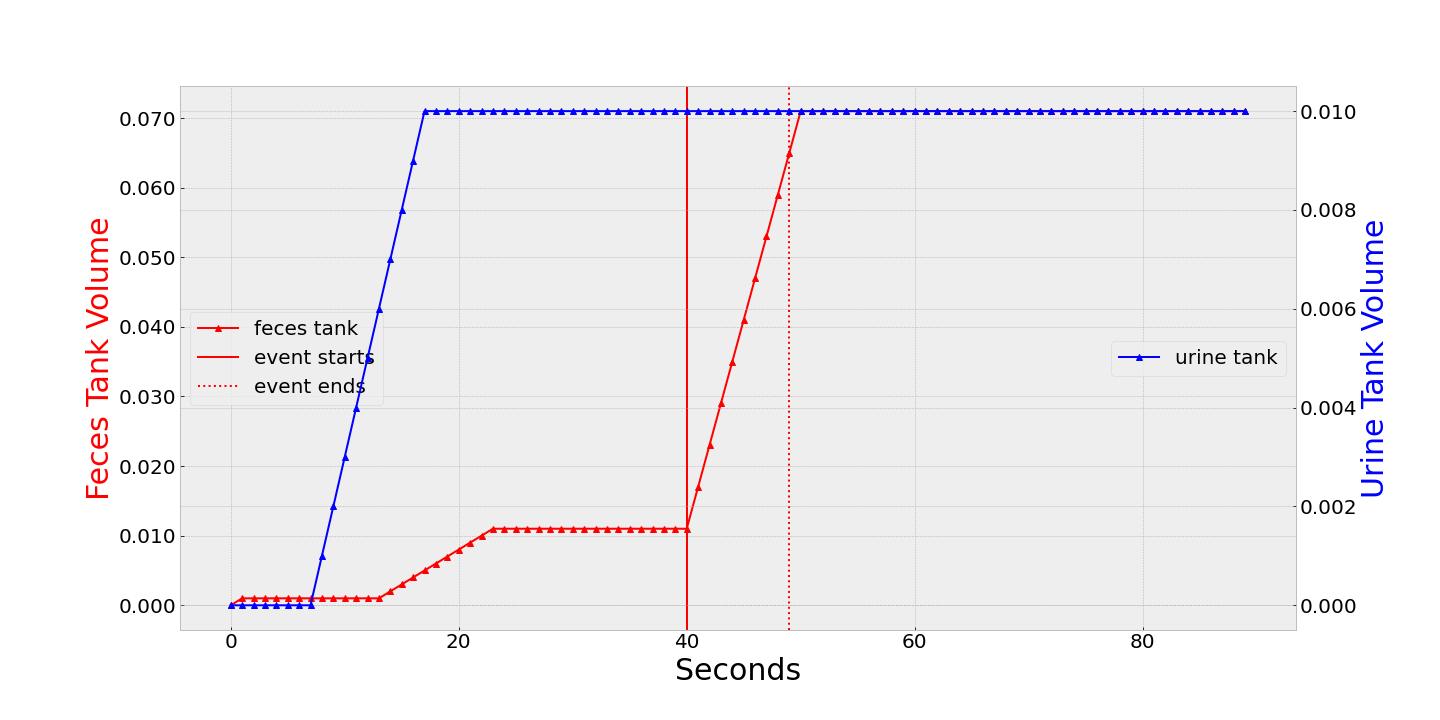 0.070
0.060
0.050
0.040
0.030
0.020
0.010
0.000
Feces Tank Volume
feces tank
event starts
event ends
urine tank
0.010
0.008
0.006
0.004
0.002
0.000
Urine Tank Volume
0 20 40 60 80
Seconds